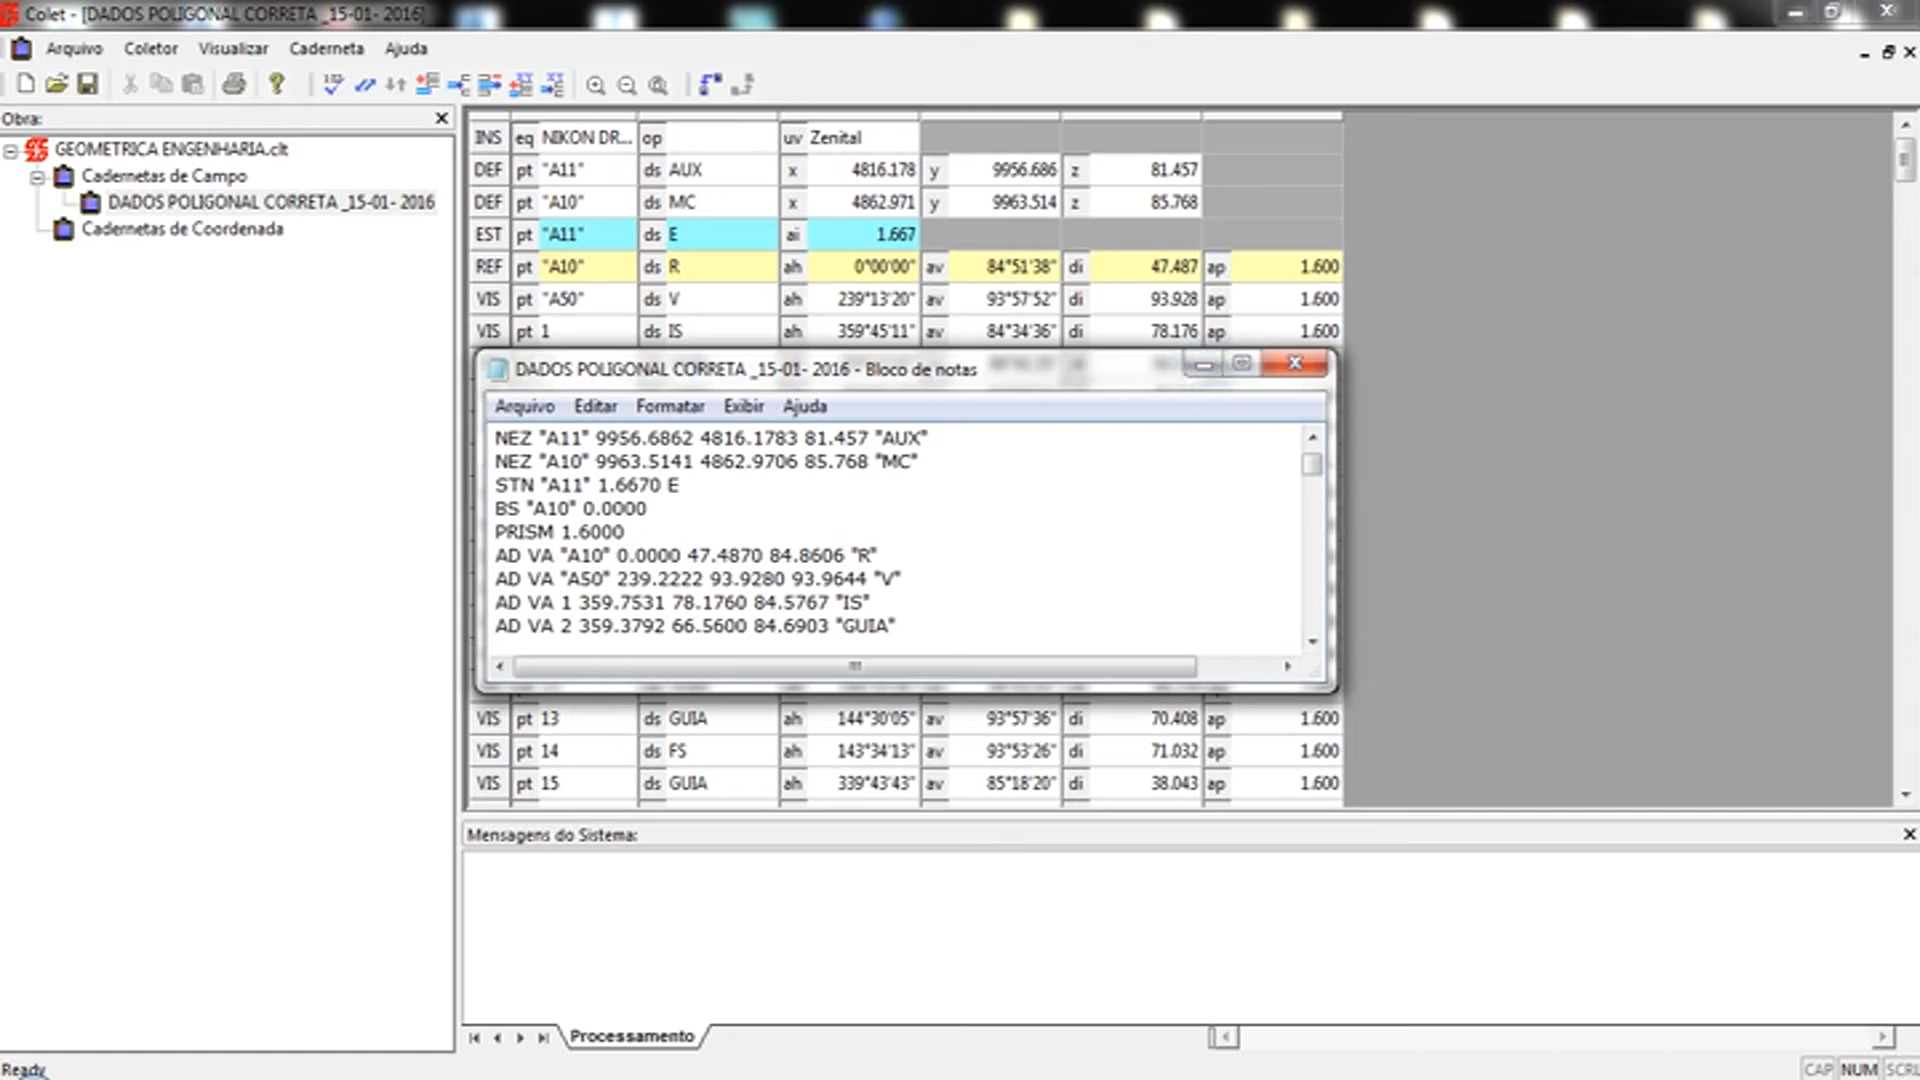 Colet - [DADOS POLIGONAL CORRETA _15-01- 2016]
Arquivo Coletor Visualizar Caderneta Ajuda
Obra:
GEOMETRICA ENGENHARIA.clt
Cadernetas de Campo
DADOS POLIGONAL CORRETA _15-01- 2016
Cadernetas de Coordenada
INS eq NIKON DR... op uv Zenital
DEF pt "A11" ds AUX x 4816.178 y 9956.686 z 81.457
DEF pt "A10" ds MC x 4862.971 y 9963.514 z 85.768
EST pt "A11" ds E ai 1.667
REF pt "A10" ds R ah 0°00'00" av 84°51'38" di 47.487 ap 1.600
VIS pt "A50" ds V ah 239°13'20" av 93°57'52" di 93.928 ap 1.600
VIS pt 1 ds IS ah 359°45'11" av 84°34'36" di 78.176 ap 1.600
DADOS POLIGONAL CORRETA _15-01- 2016 - Bloco de notas
Arquivo Editar Formatar Exibir Ajuda
NEZ "A11" 9956.6862 4816.1783 81.457 "AUX"
NEZ "A10" 9963.5141 4862.9706 85.768 "MC"
STN "A11" 1.6670 E
BS "A10" 0.0000
PRISM 1.6000
AD VA "A10" 0.0000 47.4870 84.8606 "R"
AD VA "A50" 239.2222 93.9280 93.9644 "V"
AD VA 1 359.7531 78.1760 84.5767 "IS"
AD VA 2 359.3792 66.5600 84.6903 "GUIA"
VIS pt 13 ds GUIA ah 144°30'05" av 93°57'36" di 70.408 ap 1.600
VIS pt 14 ds FS ah 143°34'13" av 93°53'26" di 71.032 ap 1.600
VIS pt 15 ds GUIA ah 339°43'43" av 85°18'20" di 38.043 ap 1.600
Mensagens do Sistema:
Processamento
Ready CAP NUM SCRL